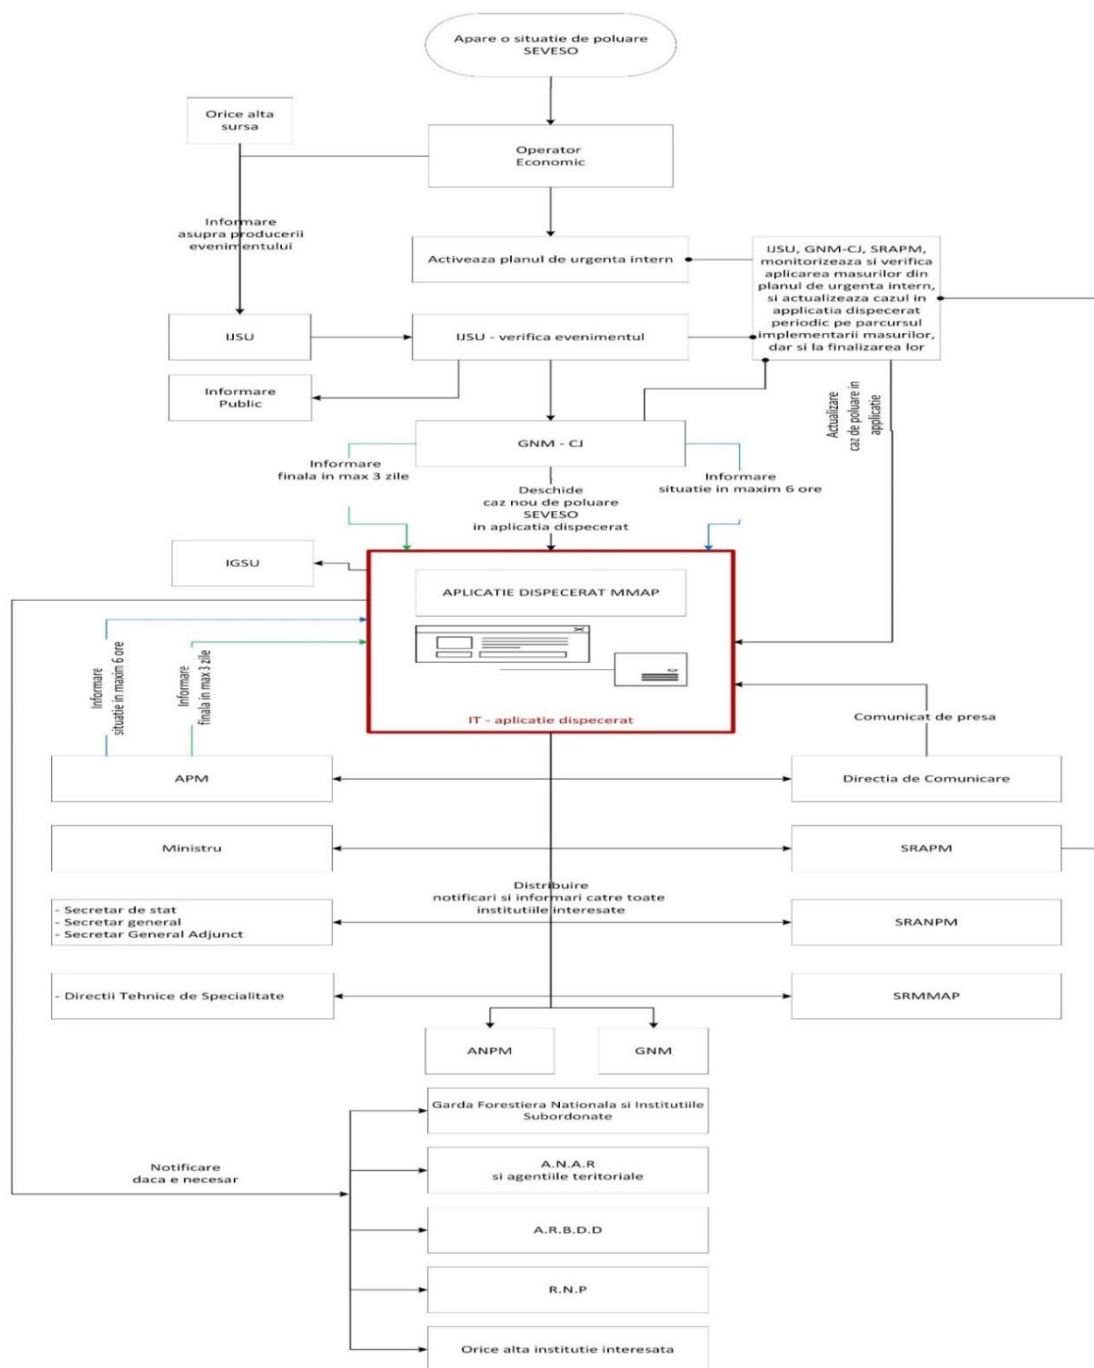 Apare o situatie de poluare
SEVESO
Orice alta
sursa
Operator
Economic
Informare
asupra producerii
evenimentului
Activeaza planul de urgenta intern
IJSU, GNM-CJ, SRAPM,
monitorizeaza si verifica
aplicarea masurilor din
planul de urgenta intern,
si actualizeaza cazul in
applicatia dispecerat
periodic pe parcursul
implementarii masurilor,
dar si la finalizarea lor
IJSU
IJSU - verifica evenimentul
Informare
Public
Actualizare
caz de poluare in
applicatie
GNM - CJ
Informare
finala in max 3 zile
Deschide
caz nou de poluare
SEVESO
in aplicatia dispecerat
Informare
situatie in maxim 6 ore
IGSU
APLICATIE DISPECERAT MMAP
IT - aplicatie dispecerat
Informare
situatie in maxim 6 ore
Informare
finala in max 3 zile
Comunicat de presa
APM
Directia de Comunicare
Ministru
SRAPM
Distribuire
notificari si informari catre toate
institutiile interesate
- Secretar de stat
- Secretar general
- Secretar General Adjunct
SRANPM
- Directii Tehnice de Specialitate
SRMMAP
ANPM
GNM
Garda Forestiera Nationala si Institutiile
Subordonate
Notificare
daca e necesar
A.N.A.R
si agentiile teritoriale
A.R.B.D.D
R.N.P
Orice alta institutie interesata